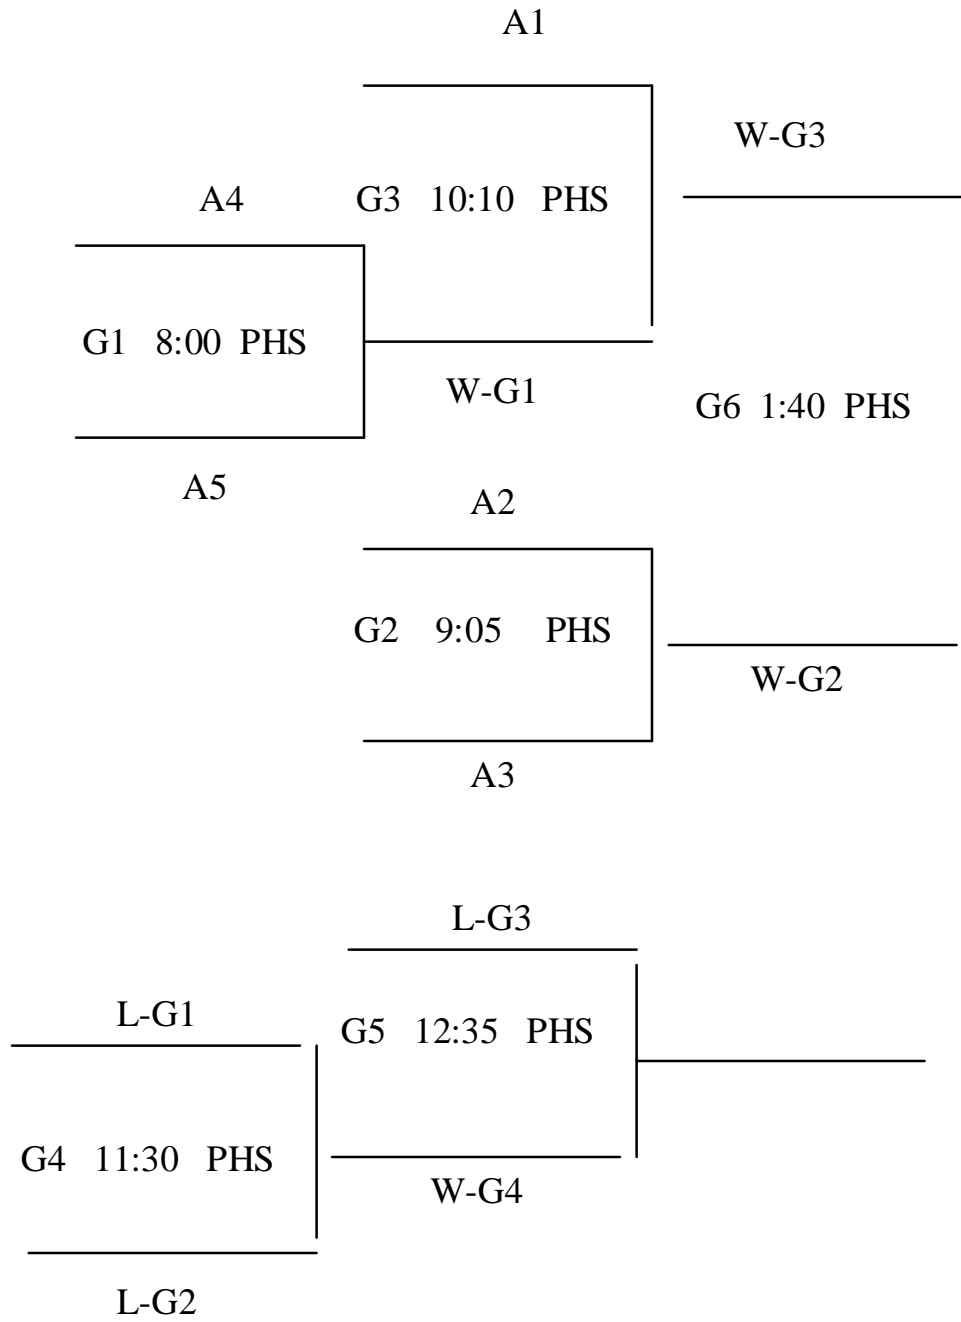 A1
W-G3
A4
G3 10:10 PHS
G1 8:00 PHS
W-G1
G6 1:40 PHS
A5
A2
G2 9:05 PHS
W-G2
A3
L-G3
L-G1
G5 12:35 PHS
G4 11:30 PHS
W-G4
L-G2